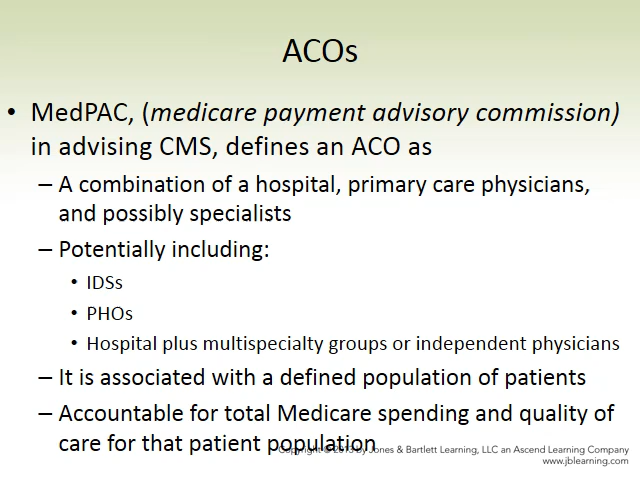 ACOs
• MedPAC, (medicare payment advisory commission)
in advising CMS, defines an ACO as
– A combination of a hospital, primary care physicians,
and possibly specialists
– Potentially including:
• IDSs
• PHOs
• Hospital plus multispecialty groups or independent physicians
– It is associated with a defined population of patients
– Accountable for total Medicare spending and quality of
care for that patient population
Copyright © 2013 by Jones & Bartlett Learning, LLC an Ascend Learning Company
www.jblearning.com